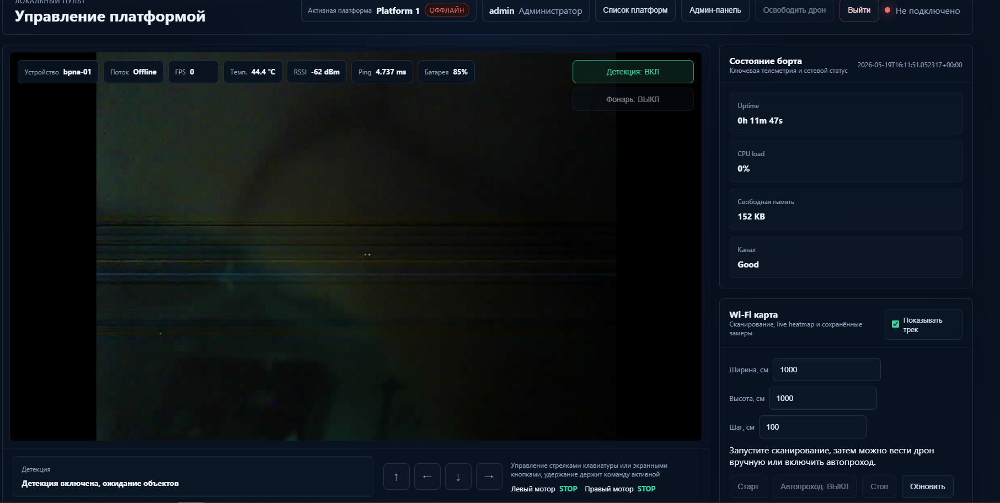 ЛОКАЛЬНЫЙ ПУЛЬТ
Управление платформой
Активная платформа Platform 1 ОФФЛАЙН
admin Администратор
Список платформ
Админ-панель
Освободить дрон
Выйти
Не подключено
Устройство bpna-01
Поток Offline
FPS 0
Темп. 44.4 °C
RSSI -62 dBm
Ping 4.737 ms
Батарея 85%
Детекция: ВКЛ
Фонарь: ВЫКЛ
Детекция
Детекция включена, ожидание объектов
↑ ← ↓ →
Управление стрелками клавиатуры или экранными
кнопками, удержание держит команду активной
Левый мотор STOP Правый мотор STOP
Состояние борта
Ключевая телеметрия и сетевой статус
2026-05-19T16:11:51.052317+00:00
Uptime
0h 11m 47s
CPU load
0%
Свободная память
152 KB
Канал
Good
Wi-Fi карта
Сканирование, live heatmap и сохранённые
замеры
Показывать
трек
Ширина, см 1000
Высота, см 1000
Шаг, см 100
Запустите сканирование, затем можно вести дрон
вручную или включить автопроход.
Старт
Автопроход: ВЫКЛ
Стоп
Обновить